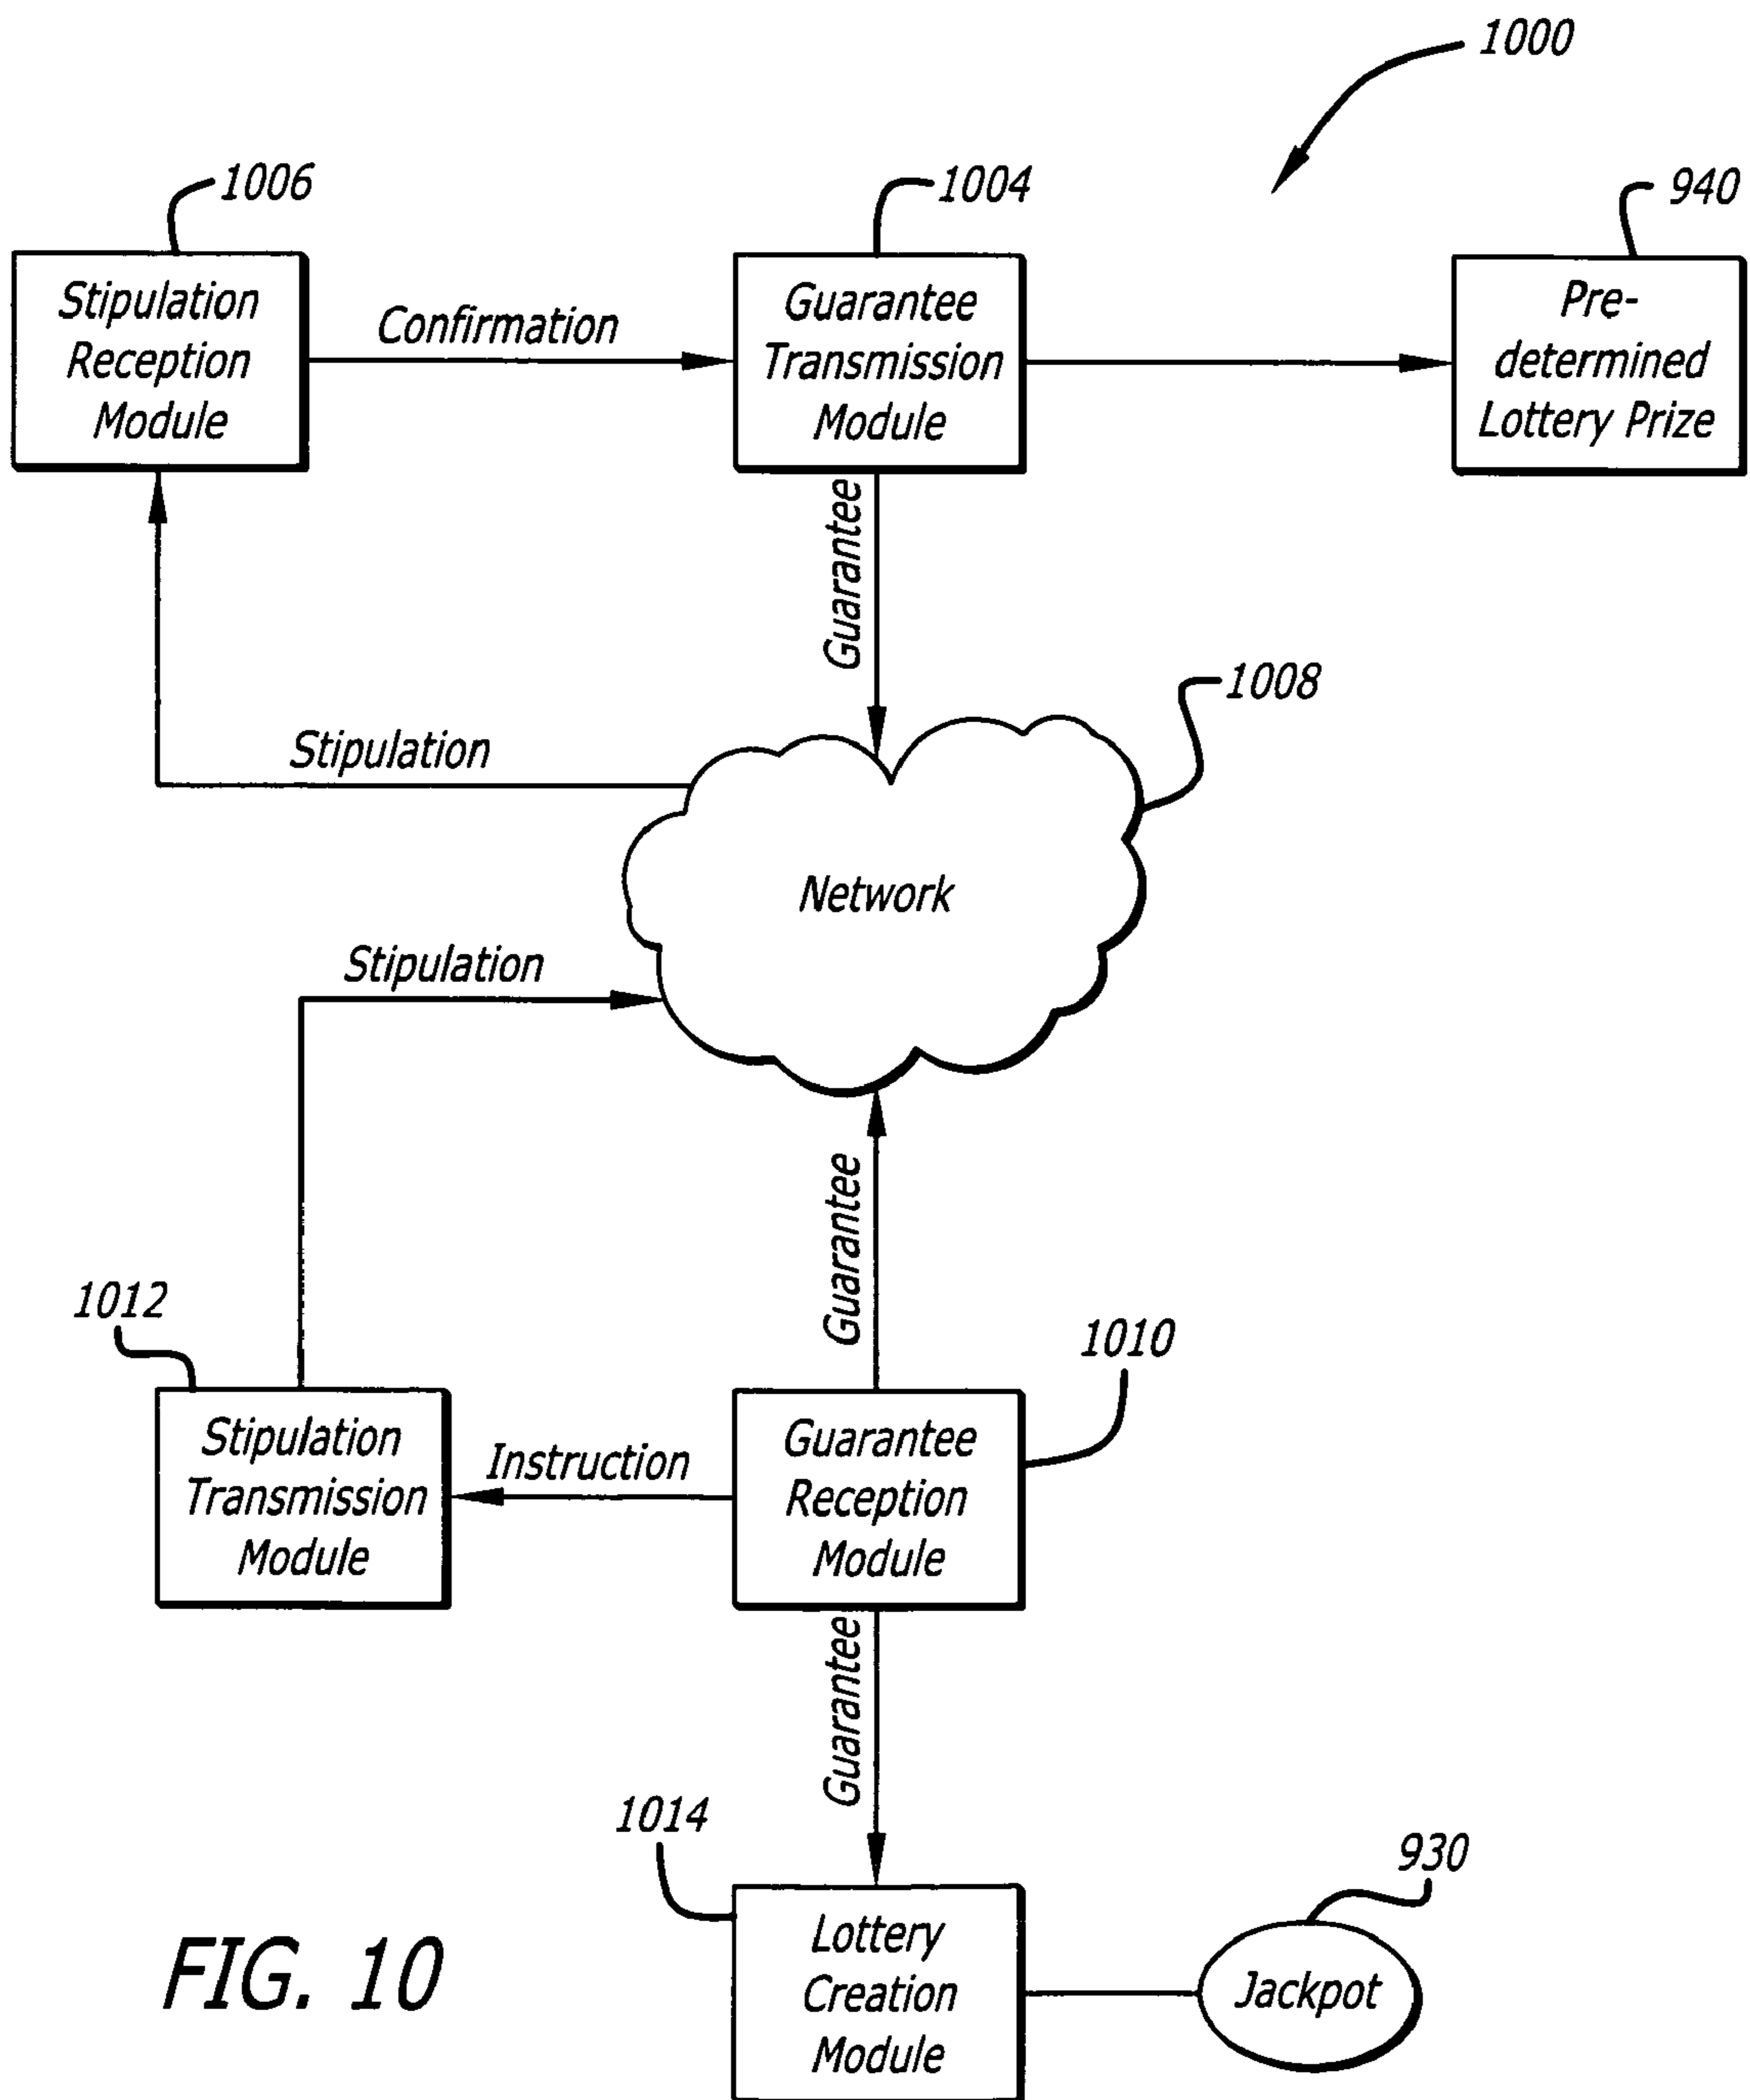 1000
1006
1004
940
Stipulation
Reception
Module
Confirmation
Guarantee
Transmission
Module
Pre-
determined
Lottery Prize
Guarantee
1008
Stipulation
Network
Stipulation
Guarantee
1012
1010
Stipulation
Transmission
Module
Instruction
Guarantee
Reception
Module
Guarantee
1014
930
Lottery
Creation
Module
Jackpot
FIG. 10